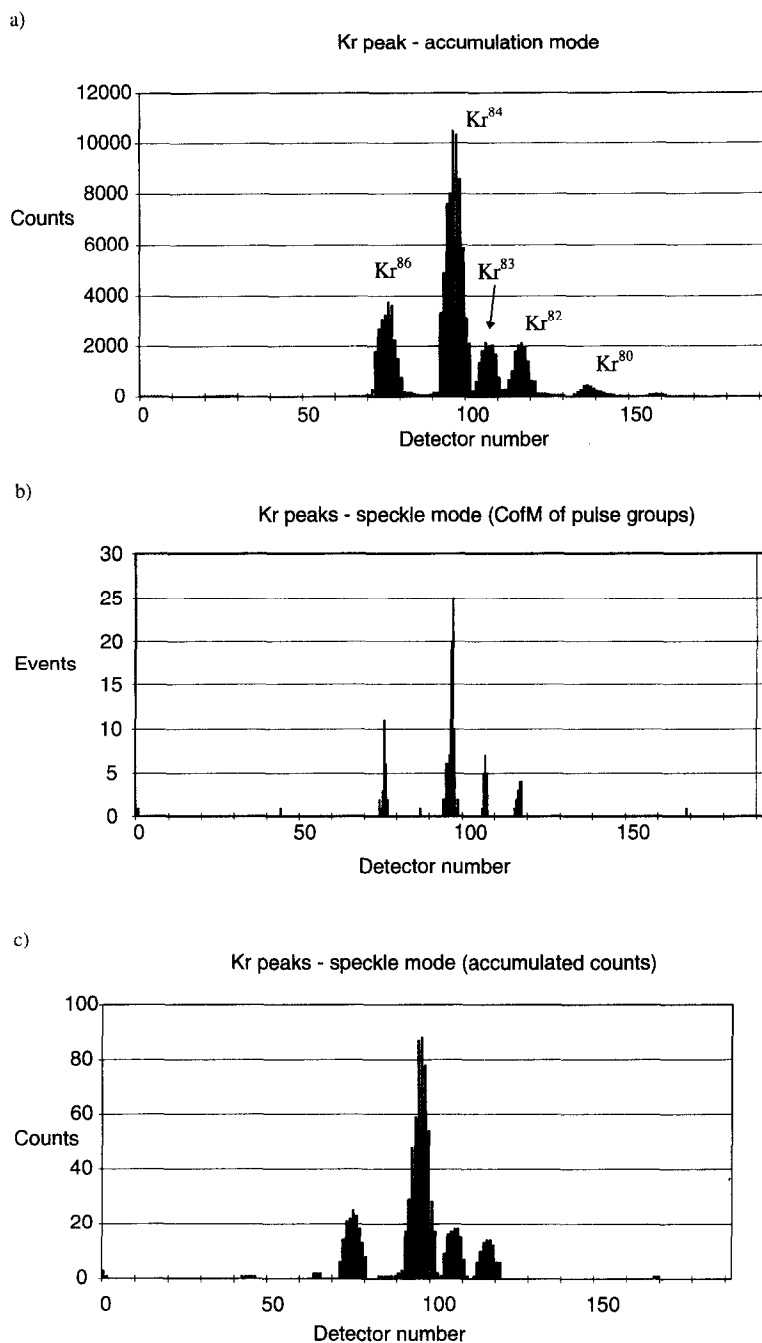 a)
Kr peak - accumulation mode
12000
10000
8000
6000
4000
2000
0
Counts
Kr⁸⁶
Kr⁸⁴
Kr⁸³
Kr⁸²
Kr⁸⁰
0 50 100 150
Detector number
b)
Kr peaks - speckle mode (CofM of pulse groups)
30
25
20
15
10
5
0
Events
0 50 100 150
Detector number
c)
Kr peaks - speckle mode (accumulated counts)
100
80
60
40
20
0
Counts
0 50 100 150
Detector number